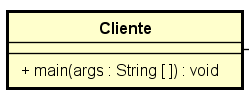 Cliente
+ main(args : String [ ]) : void